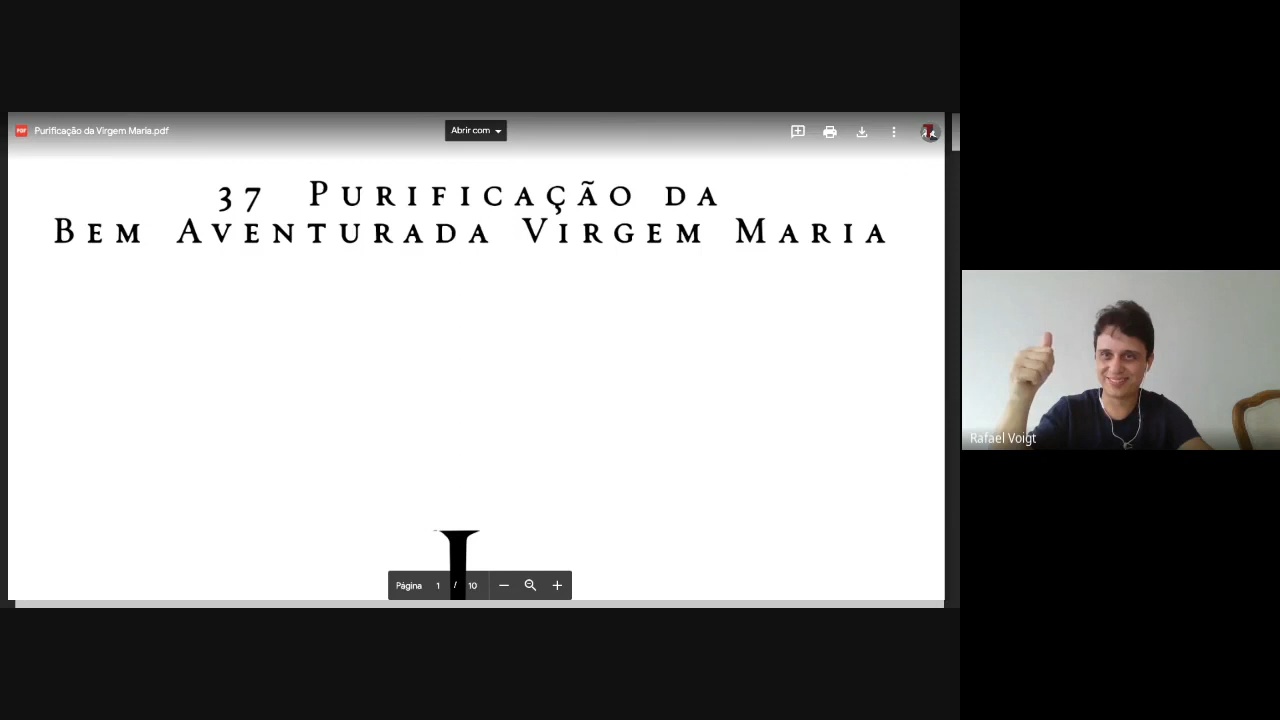 PDF Purificação da Virgem Maria.pdf
Abrir com
37 Purificação da
Bem Aventurada Virgem Maria
I
Página 1 / 10
Rafael Voigt